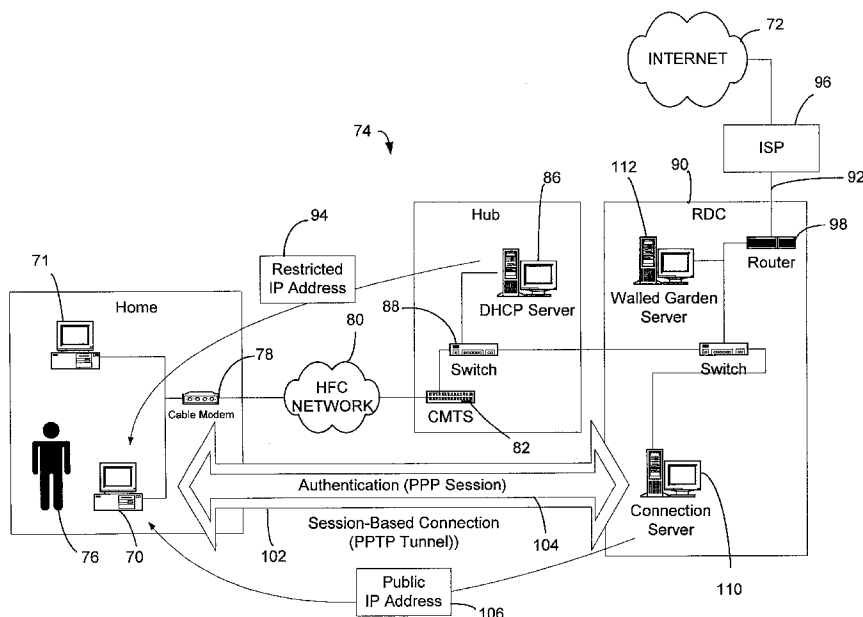 72
INTERNET
96
74
ISP
86
112
90
92
Hub
RDC
94
98
Restricted
IP Address
Router
71
88
DHCP Server
Walled Garden
Server
Home
80
78
HFC
NETWORK
Switch
Switch
Cable Modem
CMTS
82
Authentication (PPP Session)
Connection
Server
Session-Based Connection
(PPTP Tunnel))
104
76
70
102
110
Public
IP Address
106